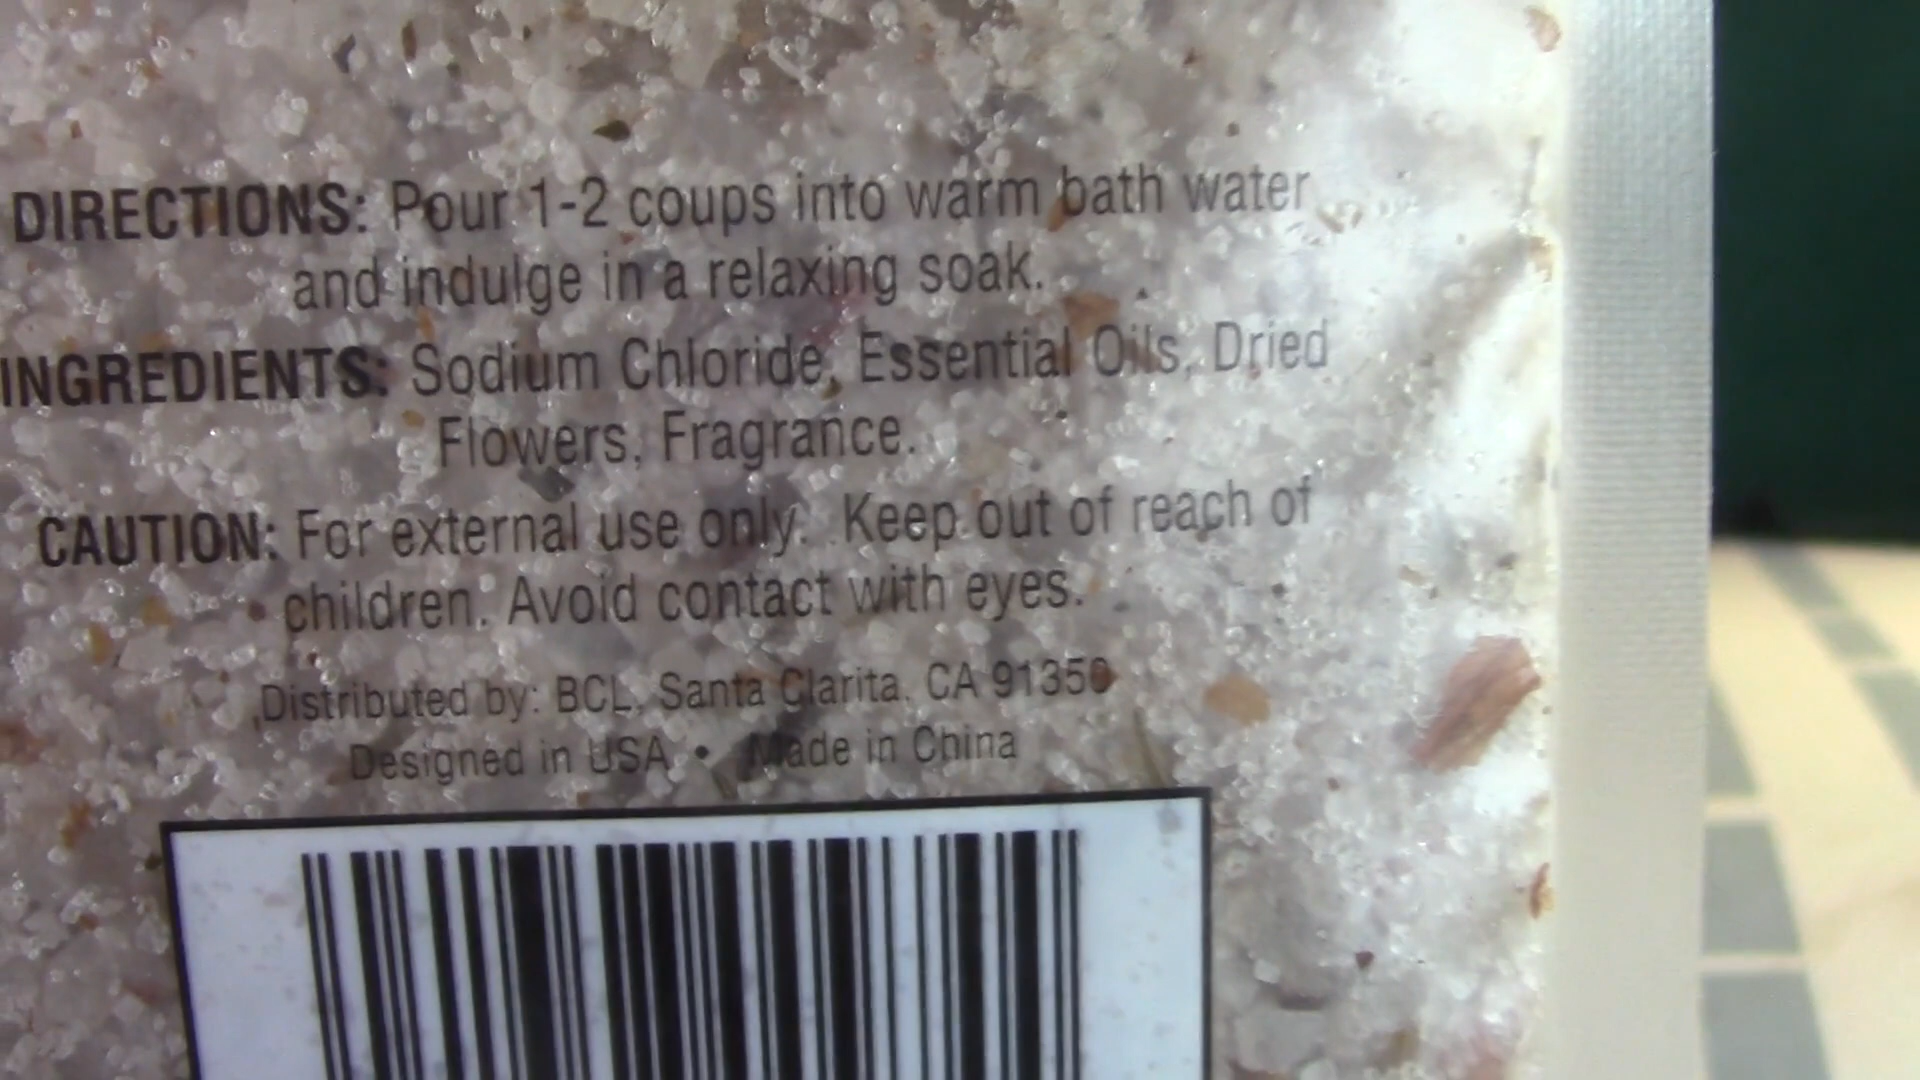 DIRECTIONS: Pour 1-2 coups into warm bath water
and indulge in a relaxing soak.
INGREDIENTS: Sodium Chloride, Essential Oils, Dried
Flowers, Fragrance.
CAUTION: For external use only. Keep out of reach of
children. Avoid contact with eyes.
Distributed by: BCL, Santa Clarita, CA 91350
Designed in USA • Made in China